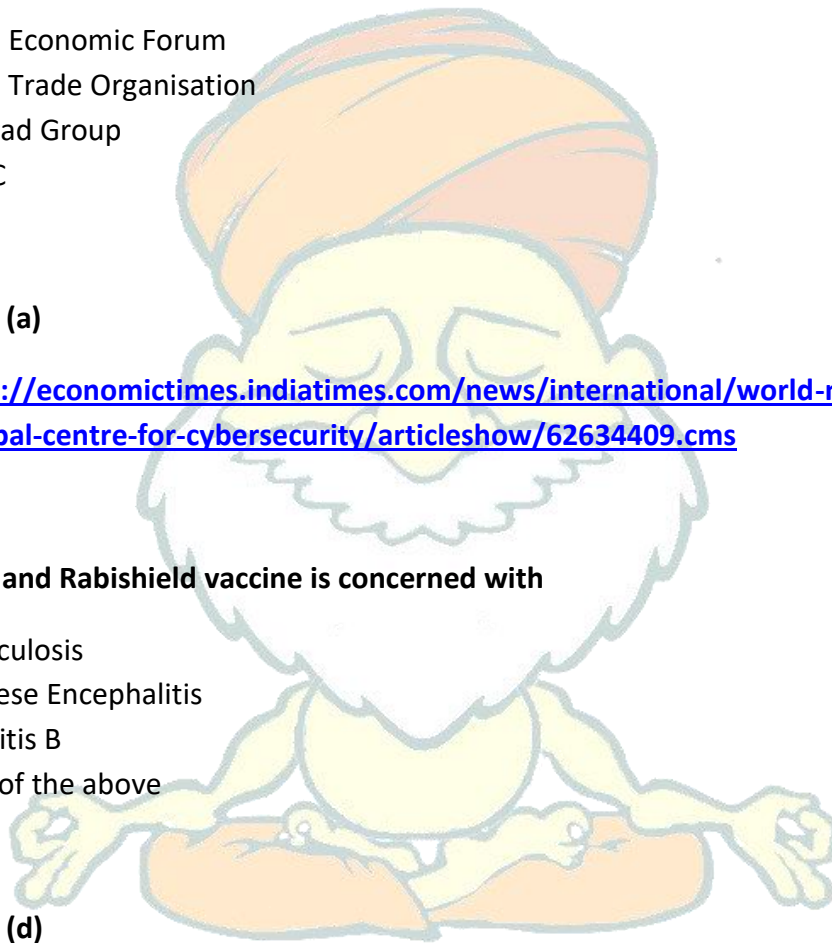 Economic Forum
Trade Organisation
ad Group
C
(a)
://economictimes.indiatimes.com/news/international/world-n
bal-centre-for-cybersecurity/articleshow/62634409.cms
and Rabishield vaccine is concerned with
culosis
ese Encephalitis
itis B
of the above
(d)